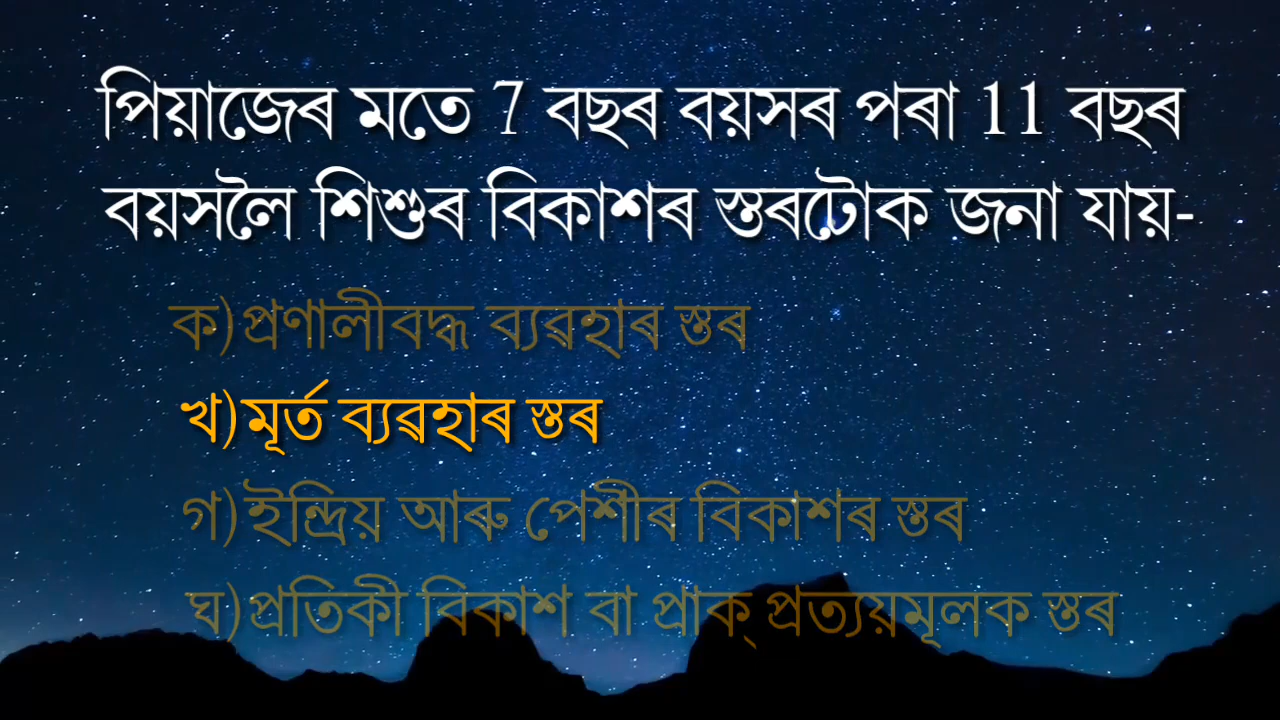 পিয়াজেৰ মতে 7 বছৰ বয়সৰ পৰা 11 বছৰ
বয়সলৈ শিশুৰ বিকাশৰ স্তৰটোক জনা যায়-
ক)প্ৰণালীবদ্ধ ব্যৱহাৰ স্তৰ
খ)মূৰ্ত ব্যৱহাৰ স্তৰ
গ)ইন্দ্ৰিয় আৰু পেশীৰ বিকাশৰ স্তৰ
ঘ)প্ৰতিকী বিকাশ বা প্ৰাক্ প্ৰত্যয়মূলক স্তৰ